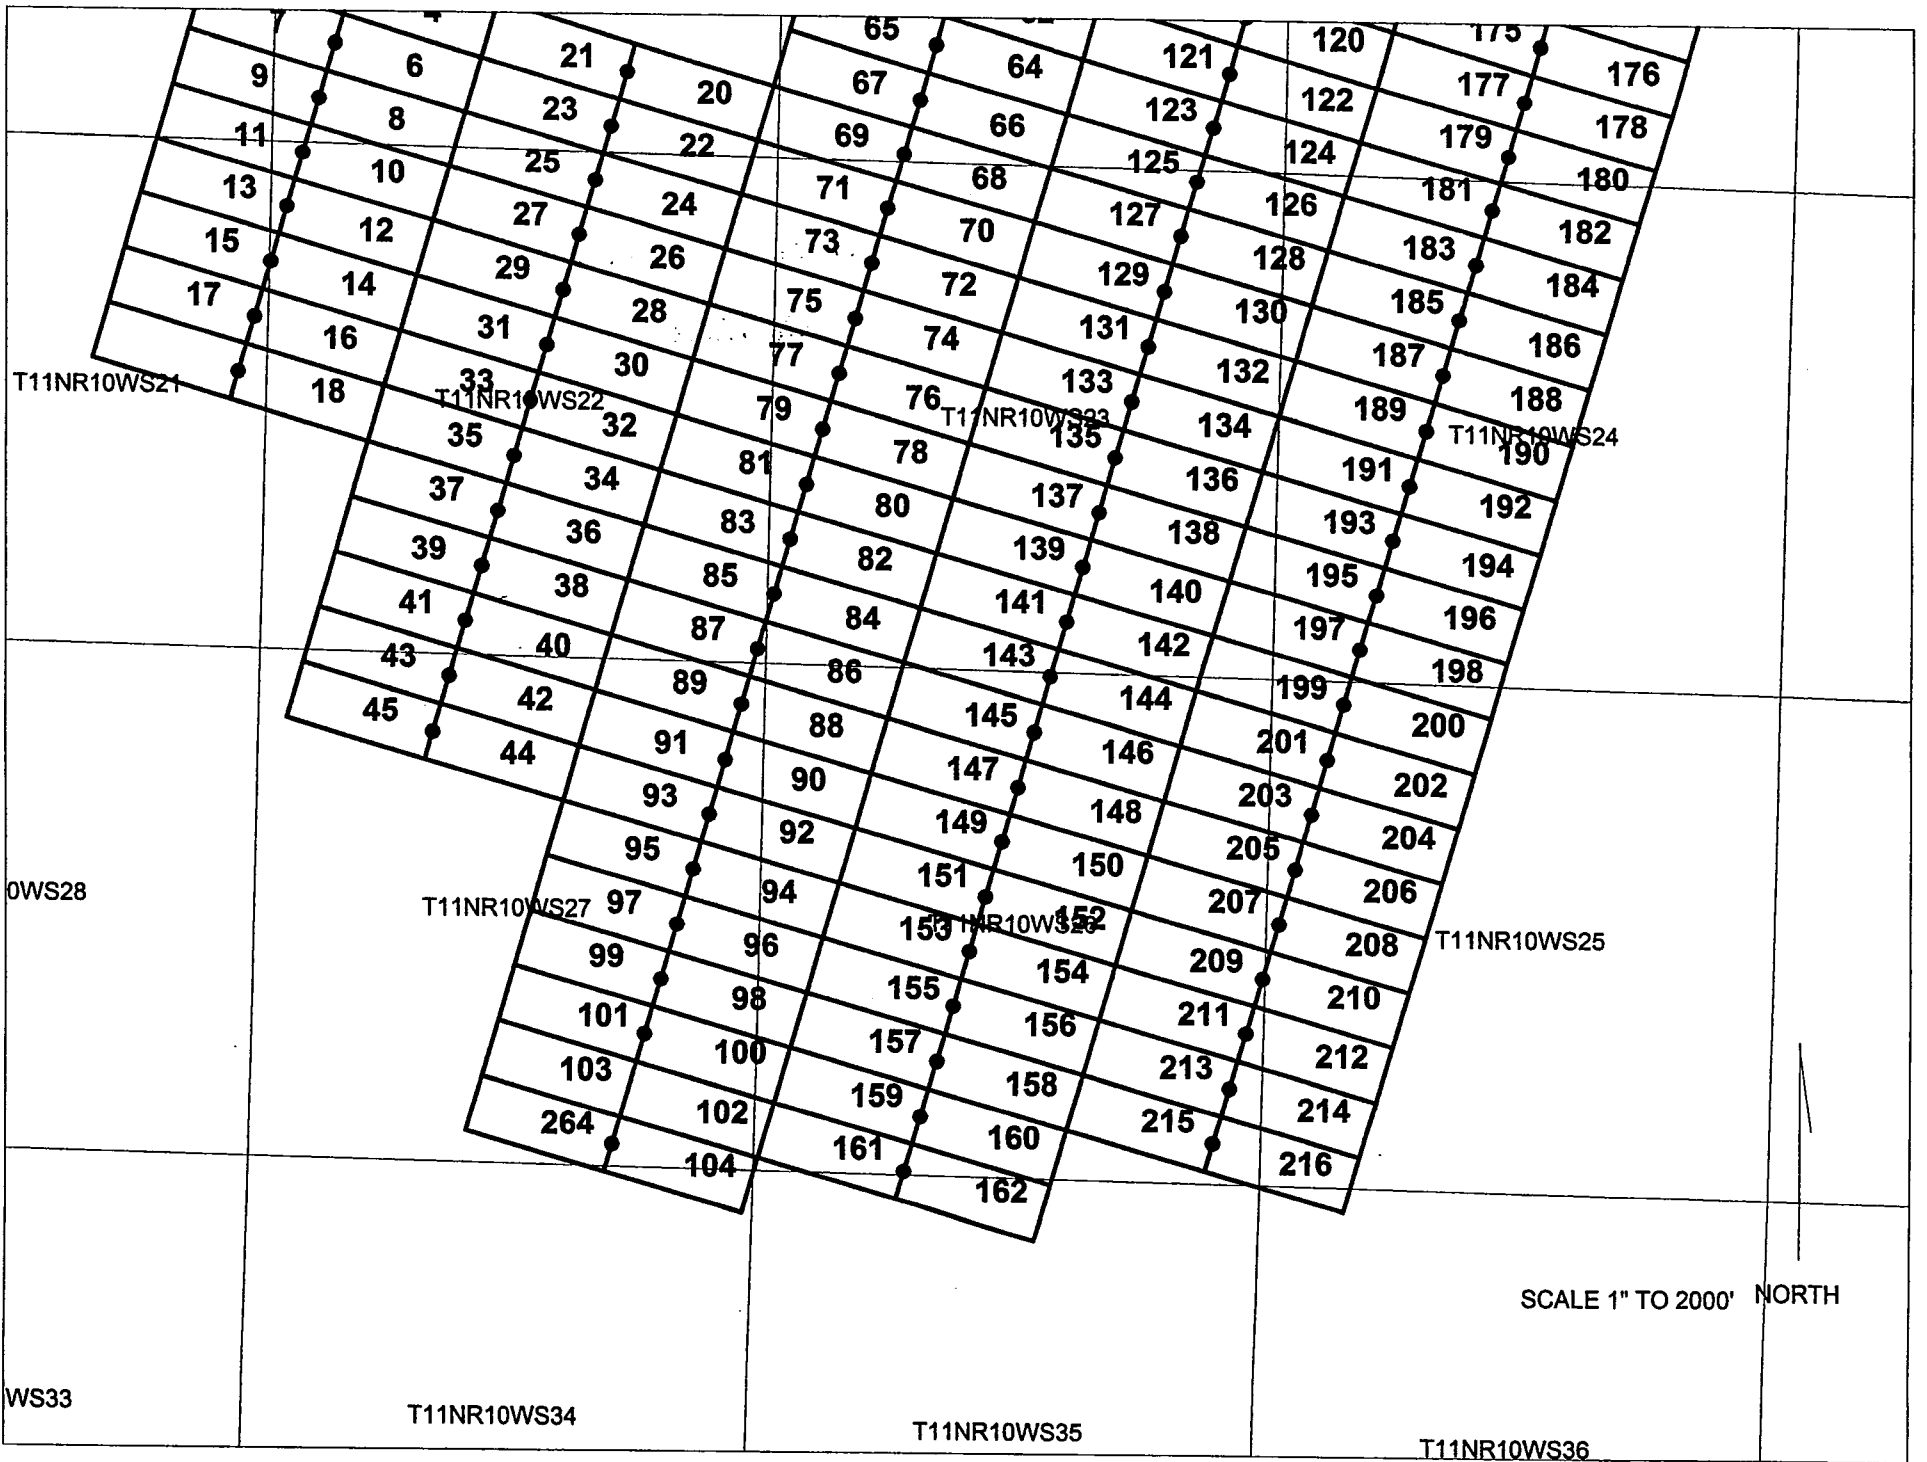 7 4 65 62 120 175
9 6 21 20 67 64 121 122 177 176
11 8 23 22 69 66 123 124 179 178
13 10 25 24 71 68 125 126 181 180
15 12 27 26 73 70 127 128 183 182
17 14 29 28 75 72 129 130 185 184
16 31 30 77 74 131 132 187 186
T11NR10WS21 18 33 T11NR10WS22 32 79 76 T11NR10WS23 133 134 189 188
35 34 81 78 135 136 191 T11NR10WS24 190
37 36 83 80 137 138 193 192
39 38 85 82 139 140 195 194
41 40 87 84 141 142 197 196
43 42 89 86 143 144 199 198
45 44 91 88 145 146 201 200
93 90 147 148 203 202
95 92 149 150 205 204
0WS28 T11NR10WS27 97 94 151 152 207 206
99 96 153 T11NR10WS26 154 209 208 T11NR10WS25
101 98 155 156 211 210
103 100 157 158 213 212
264 102 159 160 215 214
104 161 162 216
SCALE 1" TO 2000' NORTH
WS33 T11NR10WS34 T11NR10WS35 T11NR10WS36